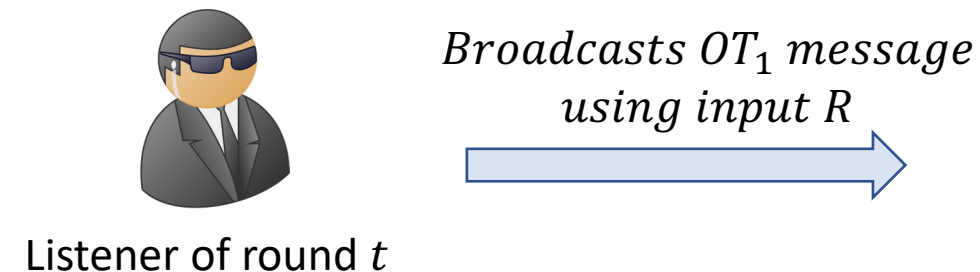 Broadcasts OT₁ message
using input R
Listener of round t